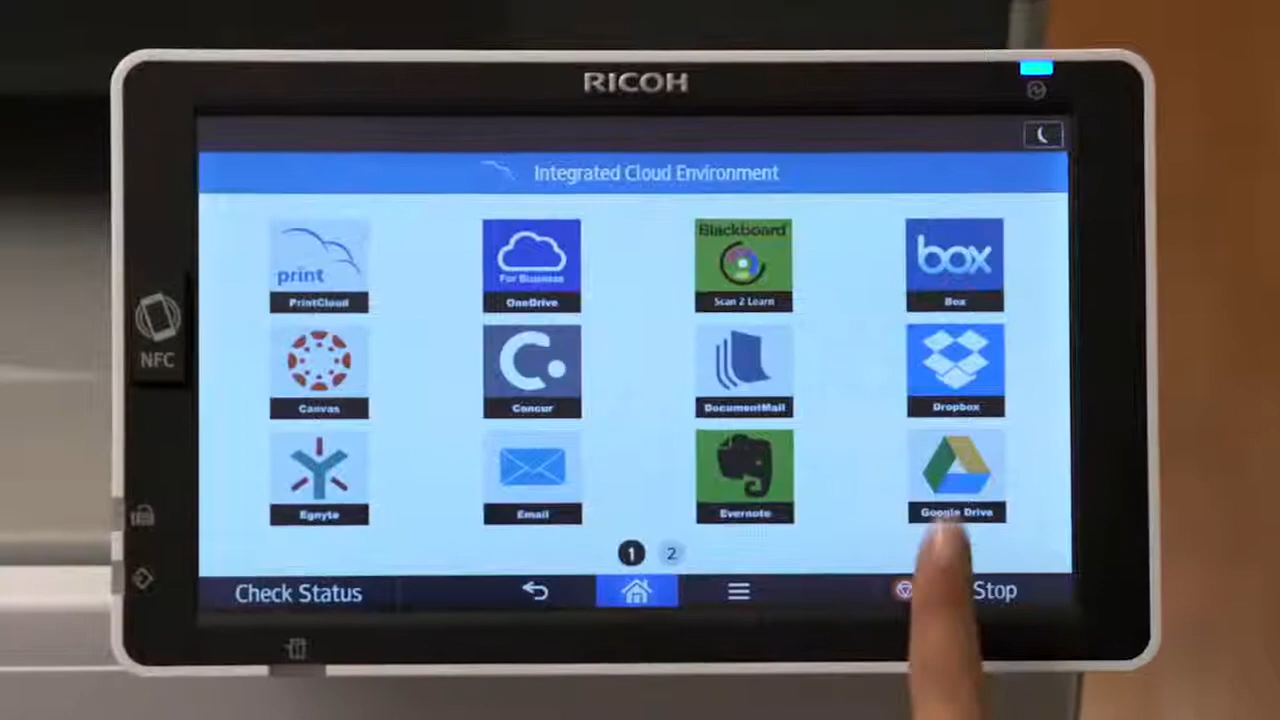 RICOH
Integrated Cloud Environment
print
PrintCloud
For Business
OneDrive
Blackboard
Scan 2 Learn
box
Box
NFC
Canvas
Concur
DocumentMall
Dropbox
Egnyte
Email
Evernote
Google Drive
1 2
Check Status
Stop